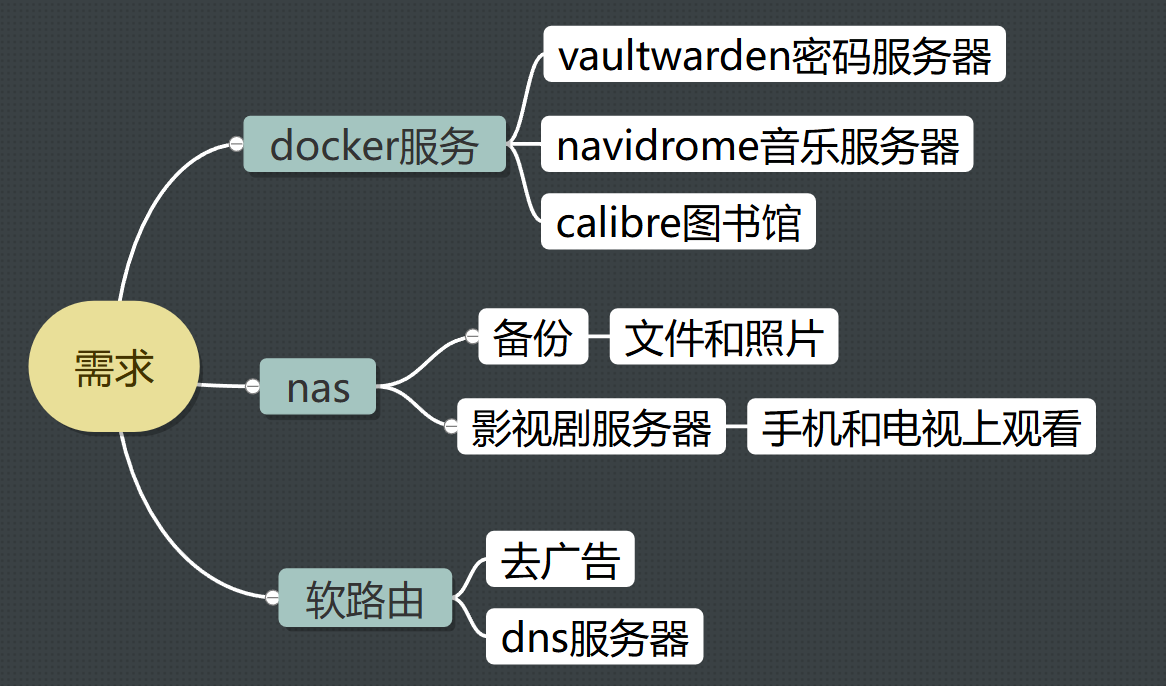 需求
docker服务
vaultwarden密码服务器
navidrome音乐服务器
calibre图书馆
nas
备份
文件和照片
影视剧服务器
手机和电视上观看
软路由
去广告
dns服务器